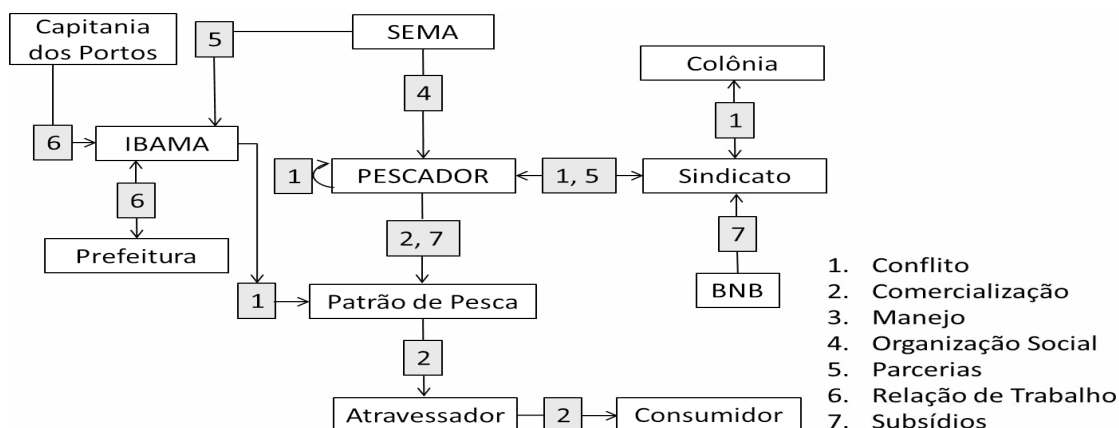 Capitania
dos Portos
5
SEMA
Colônia
4
1
6
IBAMA
1
PESCADOR
1, 5
Sindicato
6
2, 7
7
Prefeitura
1
Patrão de Pesca
BNB
2
Atravessador
2
Consumidor
1. Conflito
2. Comercialização
3. Manejo
4. Organização Social
5. Parcerias
6. Relação de Trabalho
7. Subsídios